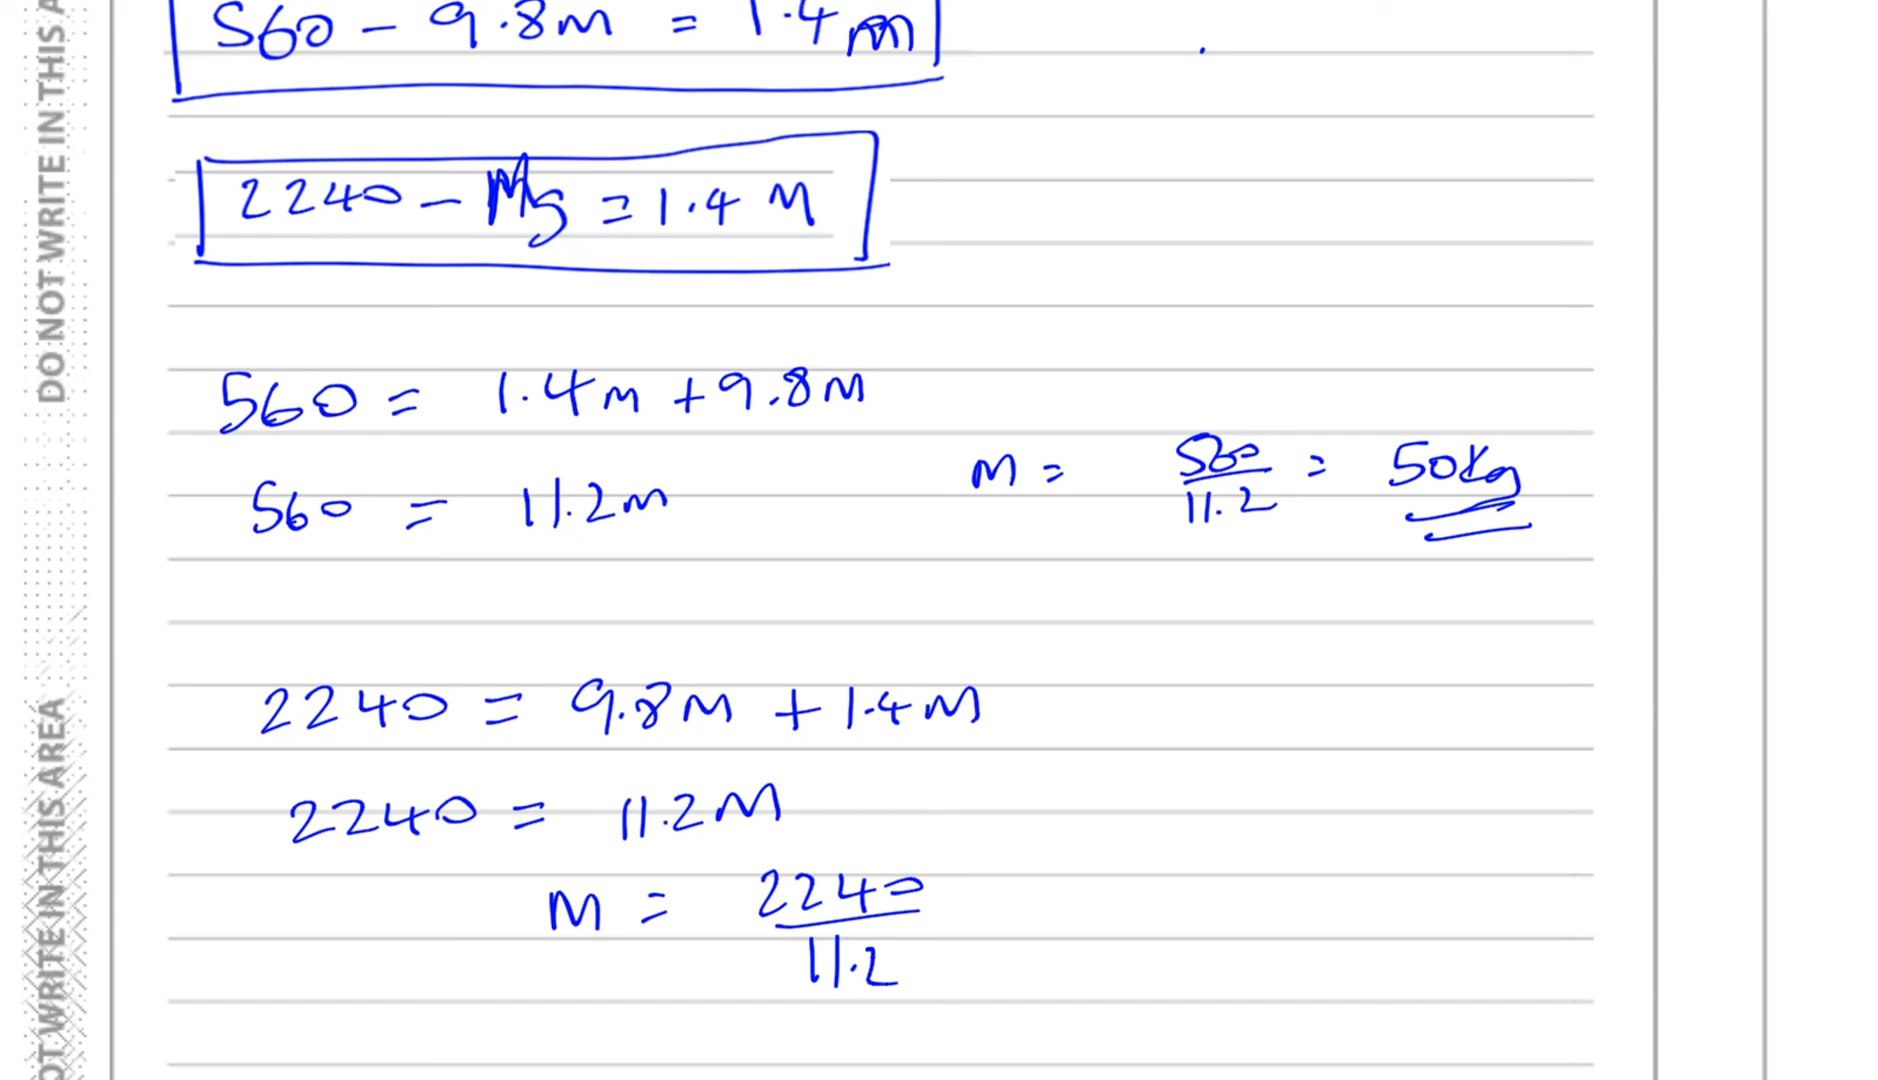 DO NOT WRITE IN THIS A
560 - 9.8m = 1.4m
2240 - Mg = 1.4 M
560 = 1.4m + 9.8m
560 = 11.2m
m = 560/11.2 = 50kg
2240 = 9.8M + 1.4M
2240 = 11.2M
M = 2240/11.2
OT WRITE IN THIS AREA